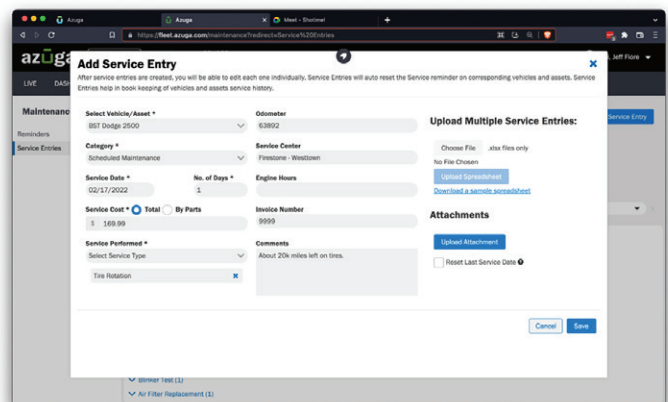 Azuga
Azuga
Meet – Shotime!
https://fleet.azuga.com/maintenance?redirect=Service%20Entries
azuga
Jeff Fiore
LIVE
DASH
Maintenance
Service Entry
Reminders
Service Entries
Add Service Entry
After service entries are created, you will be able to edit each one individually. Service Entries will auto reset the Service reminder on corresponding vehicles and assets. Service
Entries help in book keeping of vehicles and assets service history.
Select Vehicle/Asset *
BST Dodge 2500
Odometer
63892
Category *
Scheduled Maintenance
Service Center
Firestone - Westtown
Service Date *
02/17/2022
No. of Days *
1
Engine Hours
Service Cost * Total By Parts
$ 169.99
Invoice Number
9999
Service Performed *
Select Service Type
Tire Rotation
Comments
About 20k miles left on tires.
Upload Multiple Service Entries:
Choose File .xlsx files only
No File Chosen
Upload Spreadsheet
Download a sample spreadsheet
Attachments
Upload Attachment
Reset Last Service Date
Cancel
Save
Blinker Test (1)
Air Filter Replacement (1)